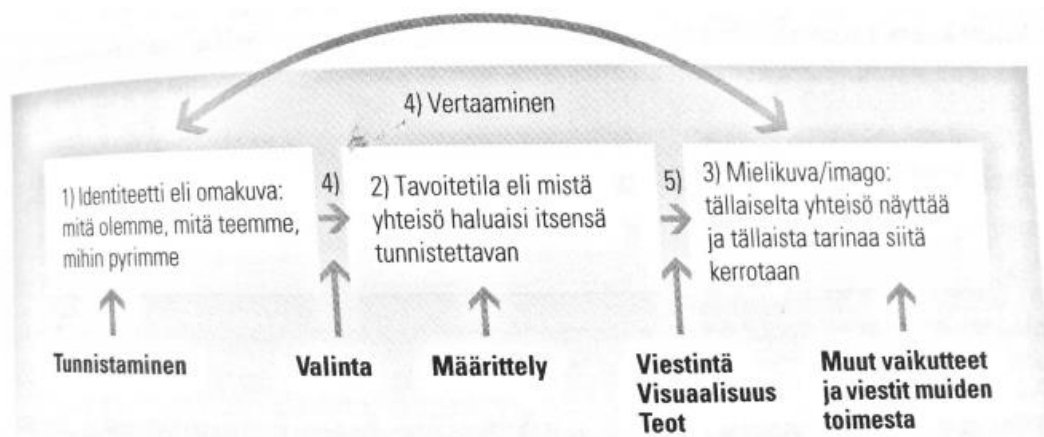 4) Vertaaminen
1) Identiteetti eli omakuva:
mitä olemme, mitä teemme,
mihin pyrimme
4)
2) Tavoitetila eli mistä
yhteisö haluaisi itsensä
tunnistettavan
5)
3) Mielikuva/imago:
tällaiselta yhteisö näyttää
ja tällaista tarinaa siitä
kerrotaan
Tunnistaminen
Valinta
Määrittely
Viestintä
Visuaalisuus
Teot
Muut vaikutteet
ja viestit muiden
toimesta